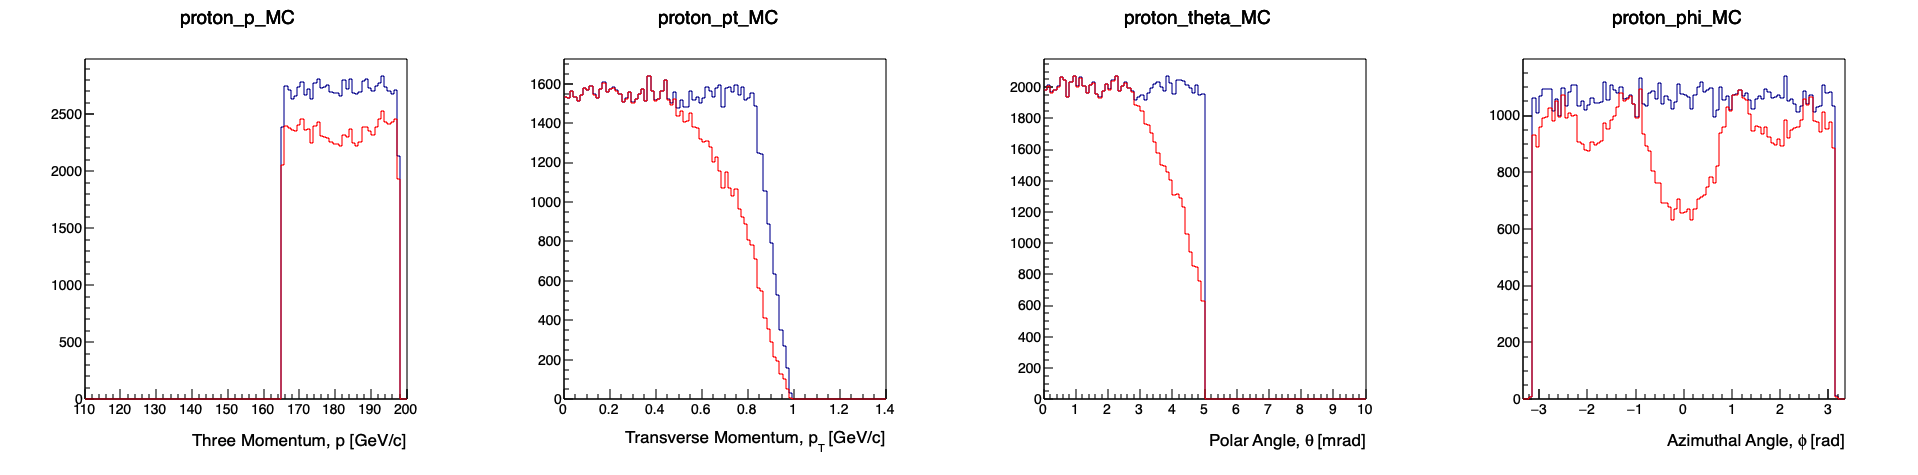 proton_p_MC
2500
2000
1500
1000
500
0
110 120 130 140 150 160 170 180 190 200
Three Momentum, p [GeV/c]
proton_pt_MC
1600
1400
1200
1000
800
600
400
200
0
0 0.2 0.4 0.6 0.8 1 1.2 1.4
Transverse Momentum, p_T [GeV/c]
proton_theta_MC
2000
1800
1600
1400
1200
1000
800
600
400
200
0
0 1 2 3 4 5 6 7 8 9 10
Polar Angle, θ [mrad]
proton_phi_MC
1000
800
600
400
200
0
−3 −2 −1 0 1 2 3
Azimuthal Angle, ϕ [rad]